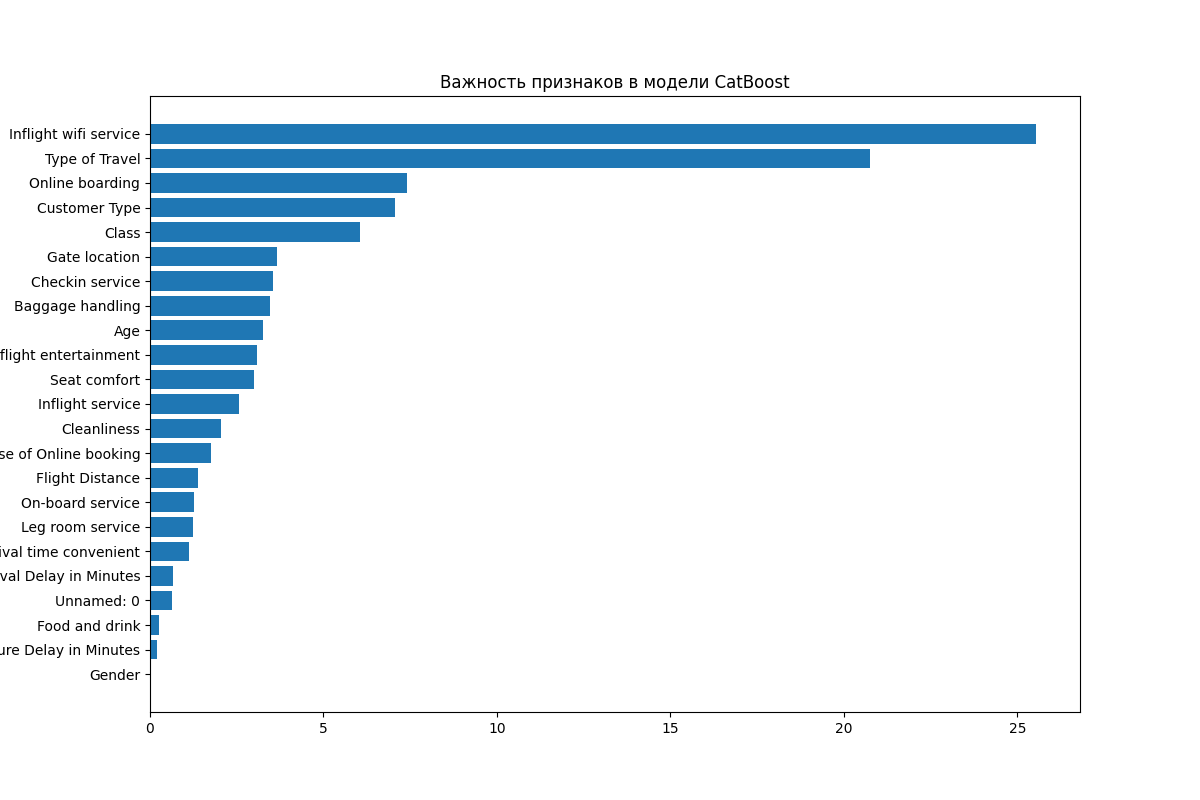 Важность признаков в модели CatBoost
Inflight wifi service
Type of Travel
Online boarding
Customer Type
Class
Gate location
Checkin service
Baggage handling
Age
flight entertainment
Seat comfort
Inflight service
Cleanliness
se of Online booking
Flight Distance
On-board service
Leg room service
ival time convenient
val Delay in Minutes
Unnamed: 0
Food and drink
ure Delay in Minutes
Gender
0 5 10 15 20 25